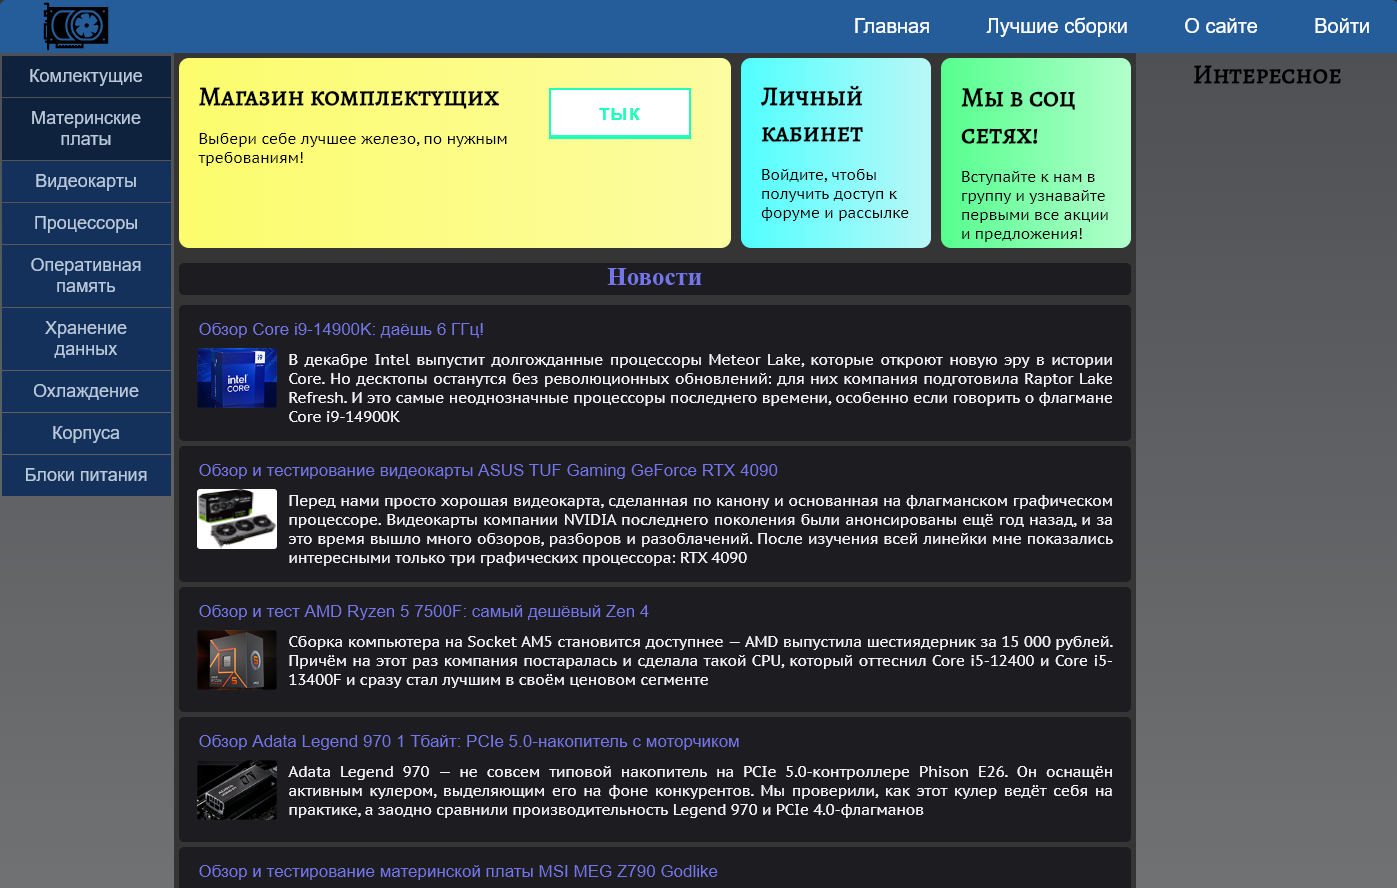 Главная
Лучшие сборки
О сайте
Войти
Комлектущие
Материнские
платы
Видеокарты
Процессоры
Оперативная
память
Хранение
данных
Охлаждение
Корпуса
Блоки питания
Магазин комплектущих
Выбери себе лучшее железо, по нужным
требованиям!
ТЫК
Личный
кабинет
Войдите, чтобы
получить доступ к
форуме и рассылке
Мы в соц
сетях!
Вступайте к нам в
группу и узнавайте
первыми все акции
и предложения!
Интересное
Новости
Обзор Core i9-14900K: даёшь 6 ГГц!
intel
CORE
i9
В декабре Intel выпустит долгожданные процессоры Meteor Lake, которые откроют новую эру в истории
Core. Но десктопы останутся без революционных обновлений: для них компания подготовила Raptor Lake
Refresh. И это самые неоднозначные процессоры последнего времени, особенно если говорить о флагмане
Core i9-14900K
Обзор и тестирование видеокарты ASUS TUF Gaming GeForce RTX 4090
Перед нами просто хорошая видеокарта, сделанная по канону и основанная на флагманском графическом
процессоре. Видеокарты компании NVIDIA последнего поколения были анонсированы ещё год назад, и за
это время вышло много обзоров, разборов и разоблачений. После изучения всей линейки мне показались
интересными только три графических процессора: RTX 4090
Обзор и тест AMD Ryzen 5 7500F: самый дешёвый Zen 4
Сборка компьютера на Socket AM5 становится доступнее — AMD выпустила шестиядерник за 15 000 рублей.
Причём на этот раз компания постаралась и сделала такой CPU, который оттеснил Core i5-12400 и Core i5-
13400F и сразу стал лучшим в своём ценовом сегменте
Обзор Adata Legend 970 1 Тбайт: PCIe 5.0-накопитель с моторчиком
Adata Legend 970 — не совсем типовой накопитель на PCIe 5.0-контроллере Phison E26. Он оснащён
активным кулером, выделяющим его на фоне конкурентов. Мы проверили, как этот кулер ведёт себя на
практике, а заодно сравнили производительность Legend 970 и PCIe 4.0-флагманов
Обзор и тестирование материнской платы MSI MEG Z790 Godlike